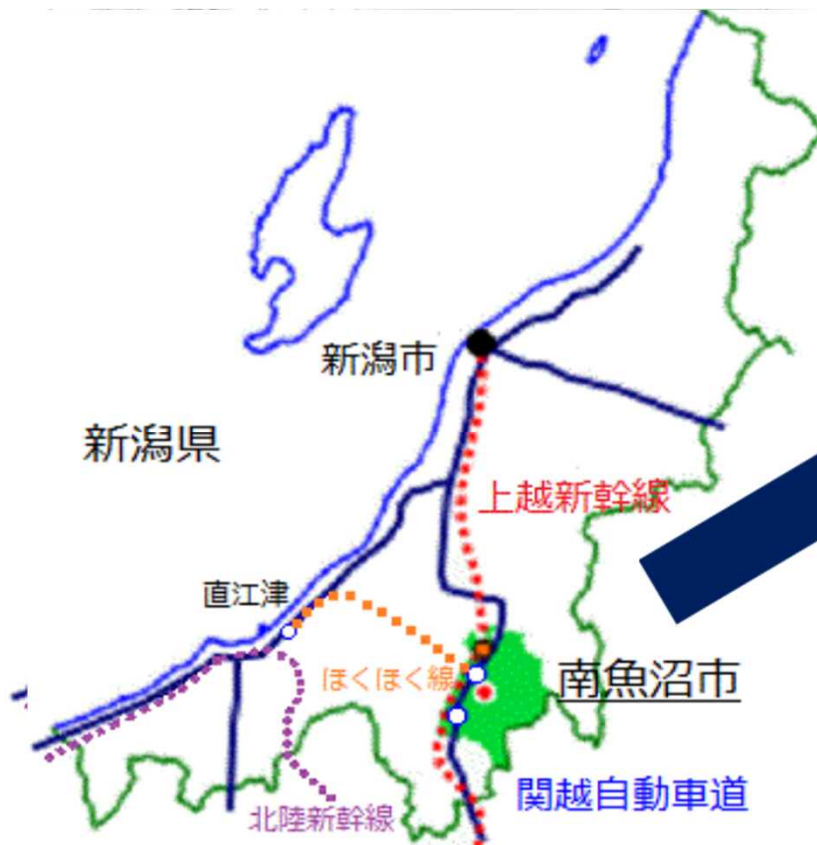 新潟市
新潟県
上越新幹線
直江津
ほくほく線
南魚沼市
関越自動車道
北陸新幹線